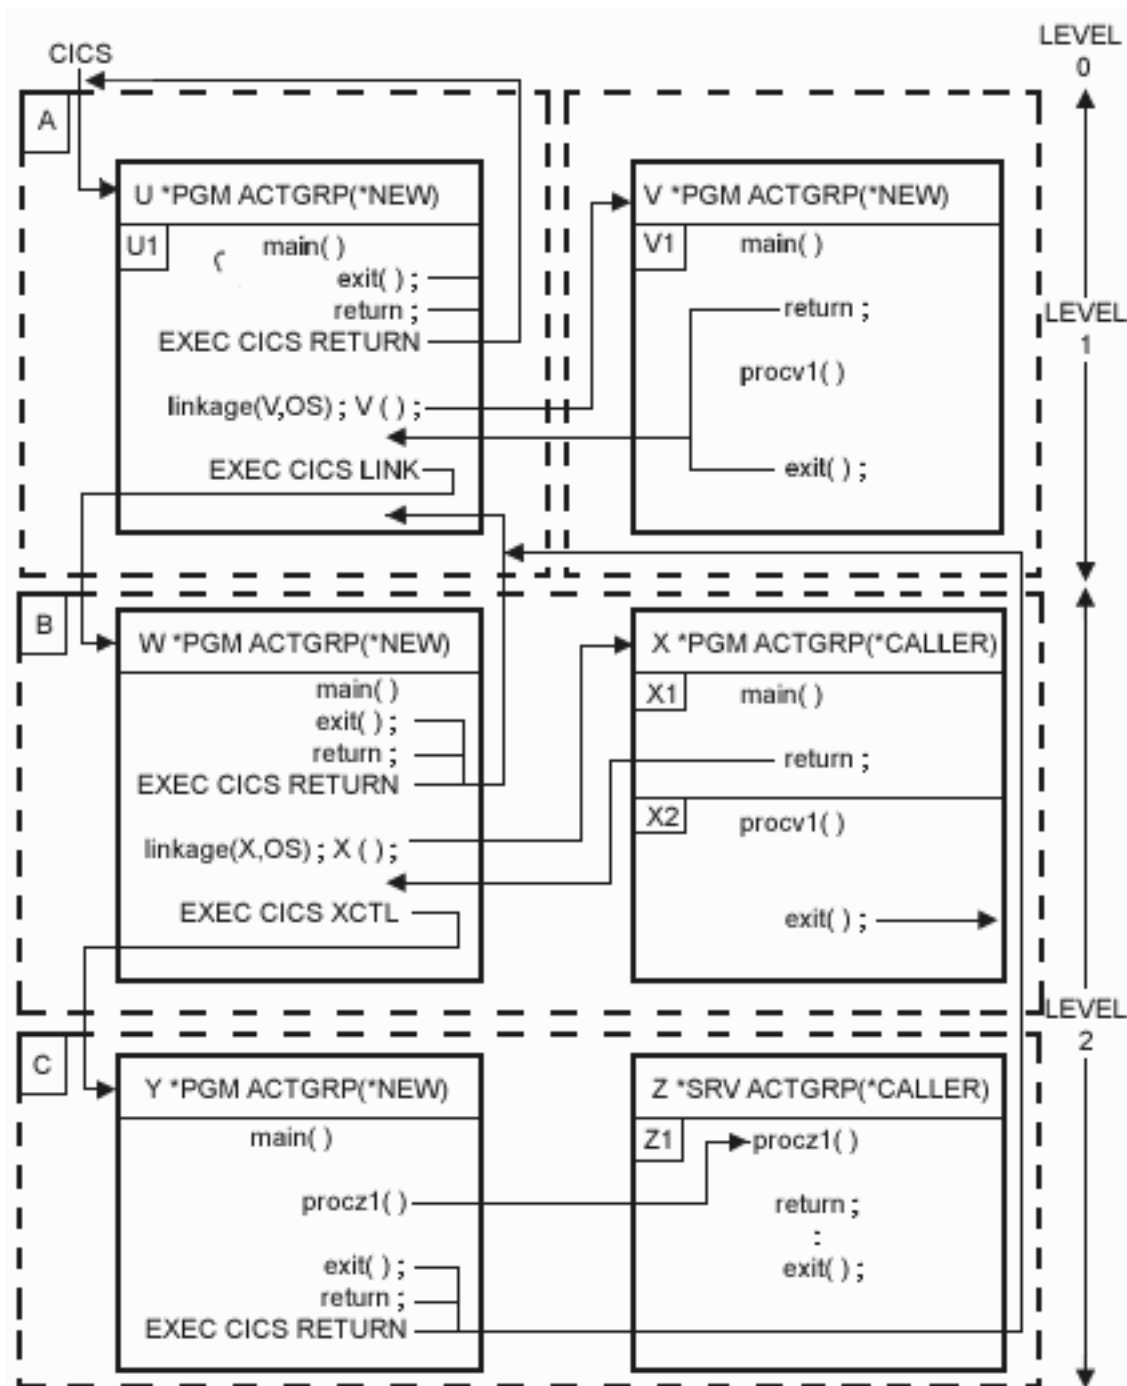 CICS
LEVEL
0
A
U *PGM ACTGRP(*NEW)
U1
main( )
exit( ) ;
return ;
EXEC CICS RETURN
linkage(V,OS) ; V ( ) ;
EXEC CICS LINK
V *PGM ACTGRP(*NEW)
V1
main( )
return ;
procv1( )
exit( ) ;
LEVEL
1
B
W *PGM ACTGRP(*NEW)
main( )
exit( ) ;
return ;
EXEC CICS RETURN
linkage(X,OS) ; X ( ) ;
EXEC CICS XCTL
X *PGM ACTGRP(*CALLER)
X1
main( )
return ;
X2
procv1( )
exit( ) ;
LEVEL
2
C
Y *PGM ACTGRP(*NEW)
main( )
procz1( )
exit( ) ;
return ;
EXEC CICS RETURN
Z *SRV ACTGRP(*CALLER)
Z1
procz1( )
return ;
:
exit( ) ;